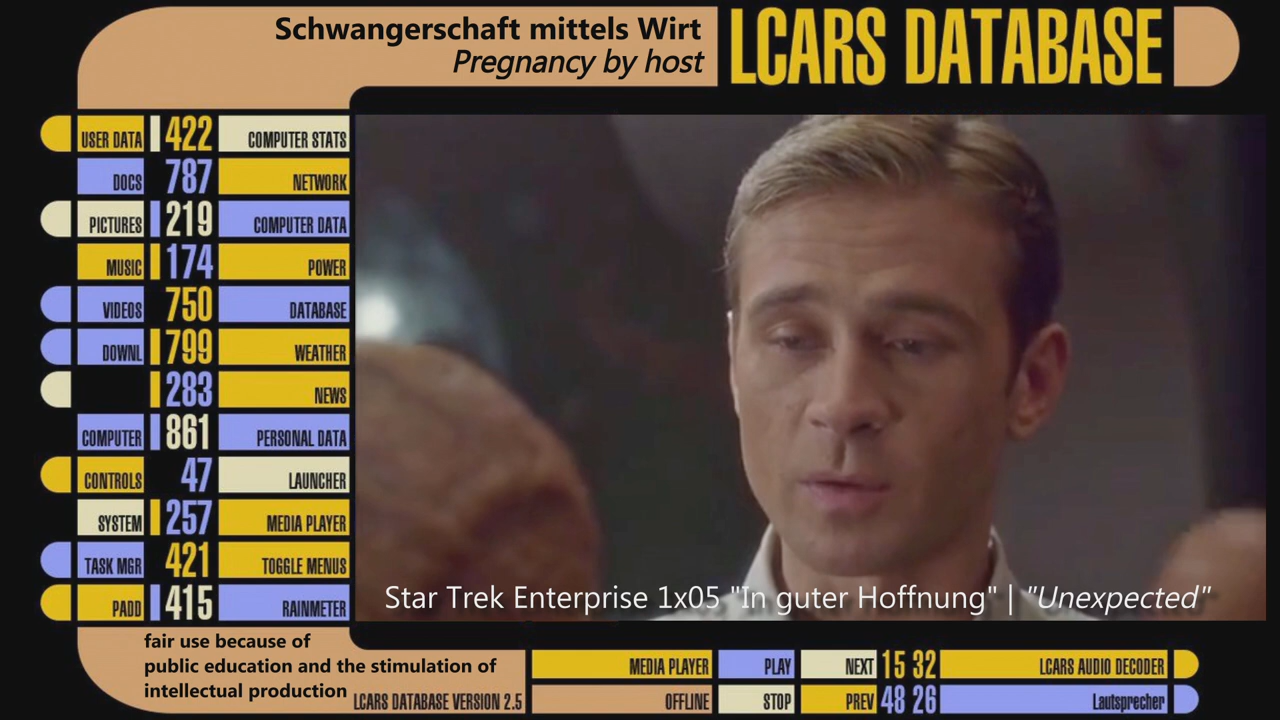 Schwangerschaft mittels Wirt
Pregnancy by host
LCARS DATABASE
USER DATA 422 COMPUTER STATS
DOCS 787 NETWORK
PICTURES 219 COMPUTER DATA
MUSIC 174 POWER
VIDEOS 750 DATABASE
DOWNL 799 WEATHER
283 NEWS
COMPUTER 861 PERSONAL DATA
CONTROLS 47 LAUNCHER
SYSTEM 257 MEDIA PLAYER
TASK MGR 421 TOGGLE MENUS
PADD 415 RAINMETER
Star Trek Enterprise 1x05 "In guter Hoffnung" | "Unexpected"
fair use because of
public education and the stimulation of
intellectual production
LCARS DATABASE VERSION 2.5
MEDIA PLAYER PLAY NEXT 15 32 LCARS AUDIO DECODER
OFFLINE STOP PREV 48 26 Lautsprecher